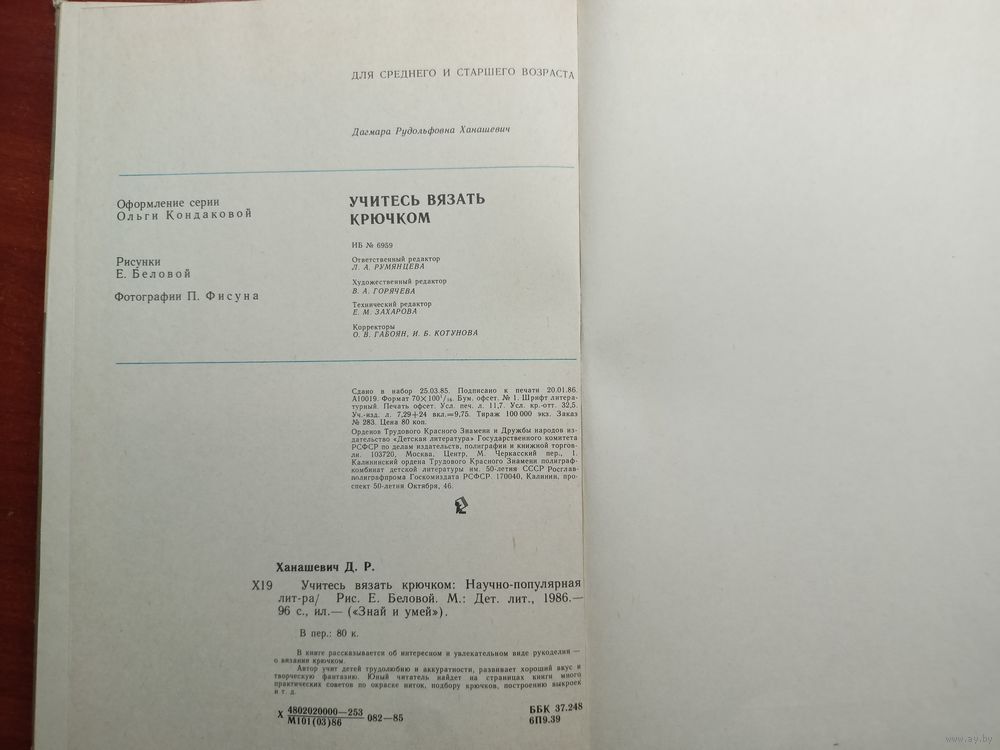 ДЛЯ СРЕДНЕГО И СТАРШЕГО ВОЗРАСТА
Дагмара Рудольфовна Ханашевич
Оформление серии
Ольги Кондаковой
Рисунки
Е. Беловой
Фотографии П. Фисуна
УЧИТЕСЬ ВЯЗАТЬ
КРЮЧКОМ
ИБ № 6959
Ответственный редактор
Л. А. РУМЯНЦЕВА
Художественный редактор
В. А. ГОРЯЧЕВА
Технический редактор
Е. М. ЗАХАРОВА
Корректоры
О. В. ГАБОЯН, И. Б. КОТУНОВА
Сдано в набор 25.03.85. Подписано к печати 20.01.86.
А10019. Формат 70×100¹/₁₆. Бум. офсет. № 1. Шрифт литера-
турный. Печать офсет. Усл. печ. л. 11,7. Усл. кр.-отт. 32,5.
Уч.-изд. л. 7,29+24 вкл.=9,75. Тираж 100 000 экз. Заказ
№ 283. Цена 80 коп.
Орденов Трудового Красного Знамени и Дружбы народов из-
дательство «Детская литература» Государственного комитета
РСФСР по делам издательств, полиграфии и книжной торгов-
ли. 103720, Москва, Центр, М. Черкасский пер., 1.
Калининский ордена Трудового Красного Знамени полиграф-
комбинат детской литературы им. 50-летия СССР Росглав-
полиграфпрома Госкомиздата РСФСР. 170040, Калинин, про-
спект 50-летия Октября, 46.
Ханашевич Д. Р.
Х19 Учитесь вязать крючком: Научно-популярная
лит-ра/ Рис. Е. Беловой. М.: Дет. лит., 1986.—
96 с., ил.— («Знай и умей»).
В пер.: 80 к.
В книге рассказывается об интересном и увлекательном виде рукоделия —
о вязании крючком.
Автор учит детей трудолюбию и аккуратности, развивает хороший вкус и
творческую фантазию. Юный читатель найдет на страницах книги много
практических советов по окраске ниток, подбору крючков, построению выкроек
и т. д.
Х 4802020000—253
М101(03)86 082—85
ББК 37.248
6П9.39
www.ay.by